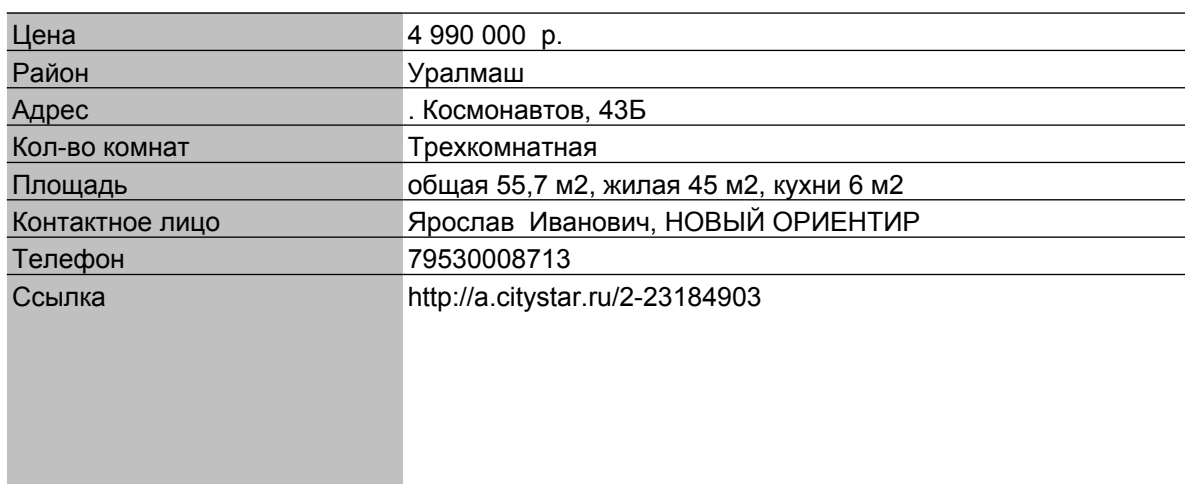 Цена 4 990 000 р.
Район Уралмаш
Адрес . Космонавтов, 43Б
Кол-во комнат Трехкомнатная
Площадь общая 55,7 м2, жилая 45 м2, кухни 6 м2
Контактное лицо Ярослав Иванович, НОВЫЙ ОРИЕНТИР
Телефон 79530008713
Ссылка http://a.citystar.ru/2-23184903